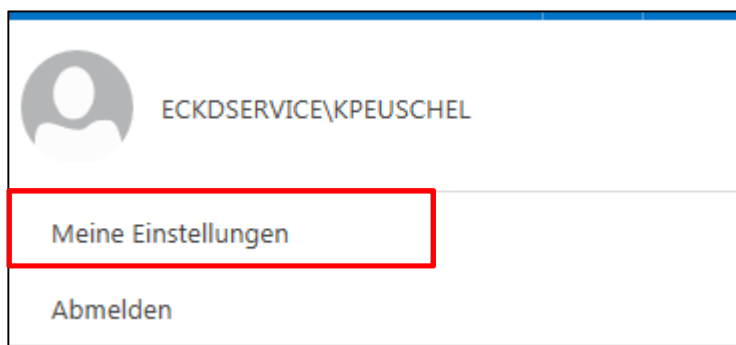 ECKDSERVICE\KPEUSCHEL
Meine Einstellungen
Abmelden